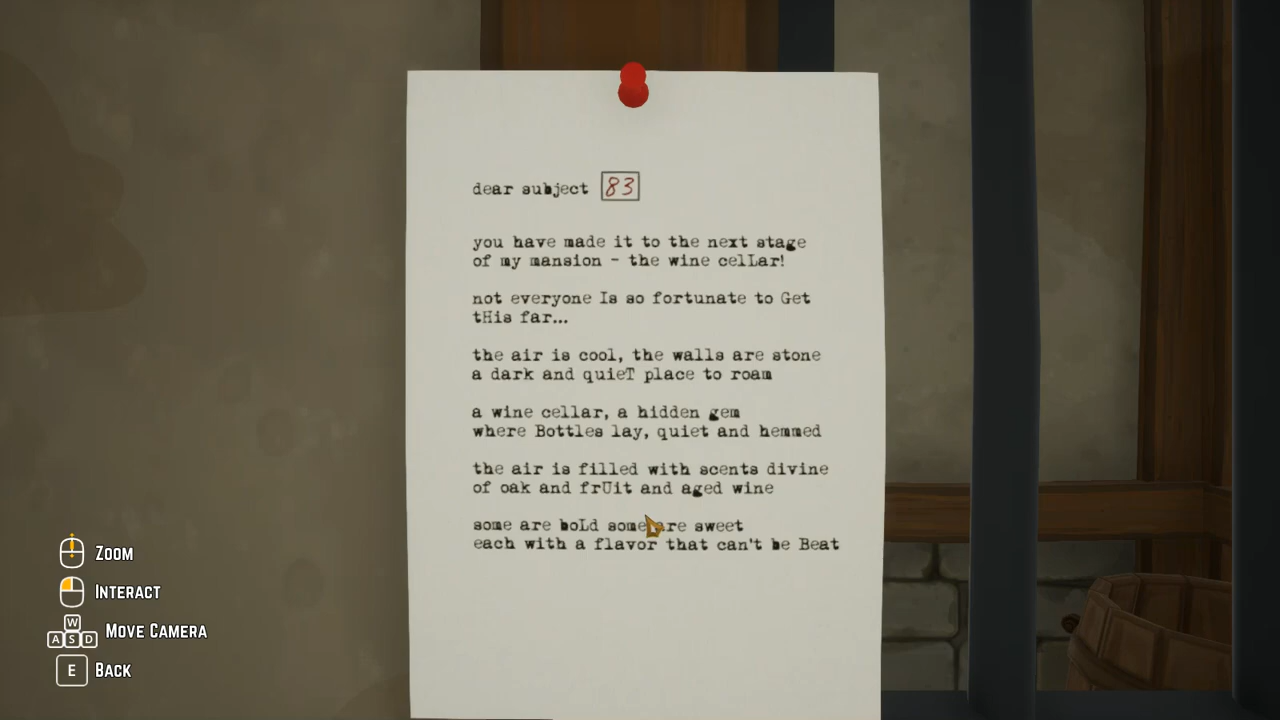 dear subject 83
you have made it to the next stage
of my mansion - the wine celLar!
not everyone Is so fortunate to Get
tHis far...
the air is cool, the walls are stone
a dark and quieT place to roam
a wine cellar, a hidden gem
where Bottles lay, quiet and hemmed
the air is filled with scents divine
of oak and frUit and aged wine
some are boLd some are sweet
each with a flavor that can't be Beat
ZOOM
INTERACT
W
A S D
MOVE CAMERA
E
BACK